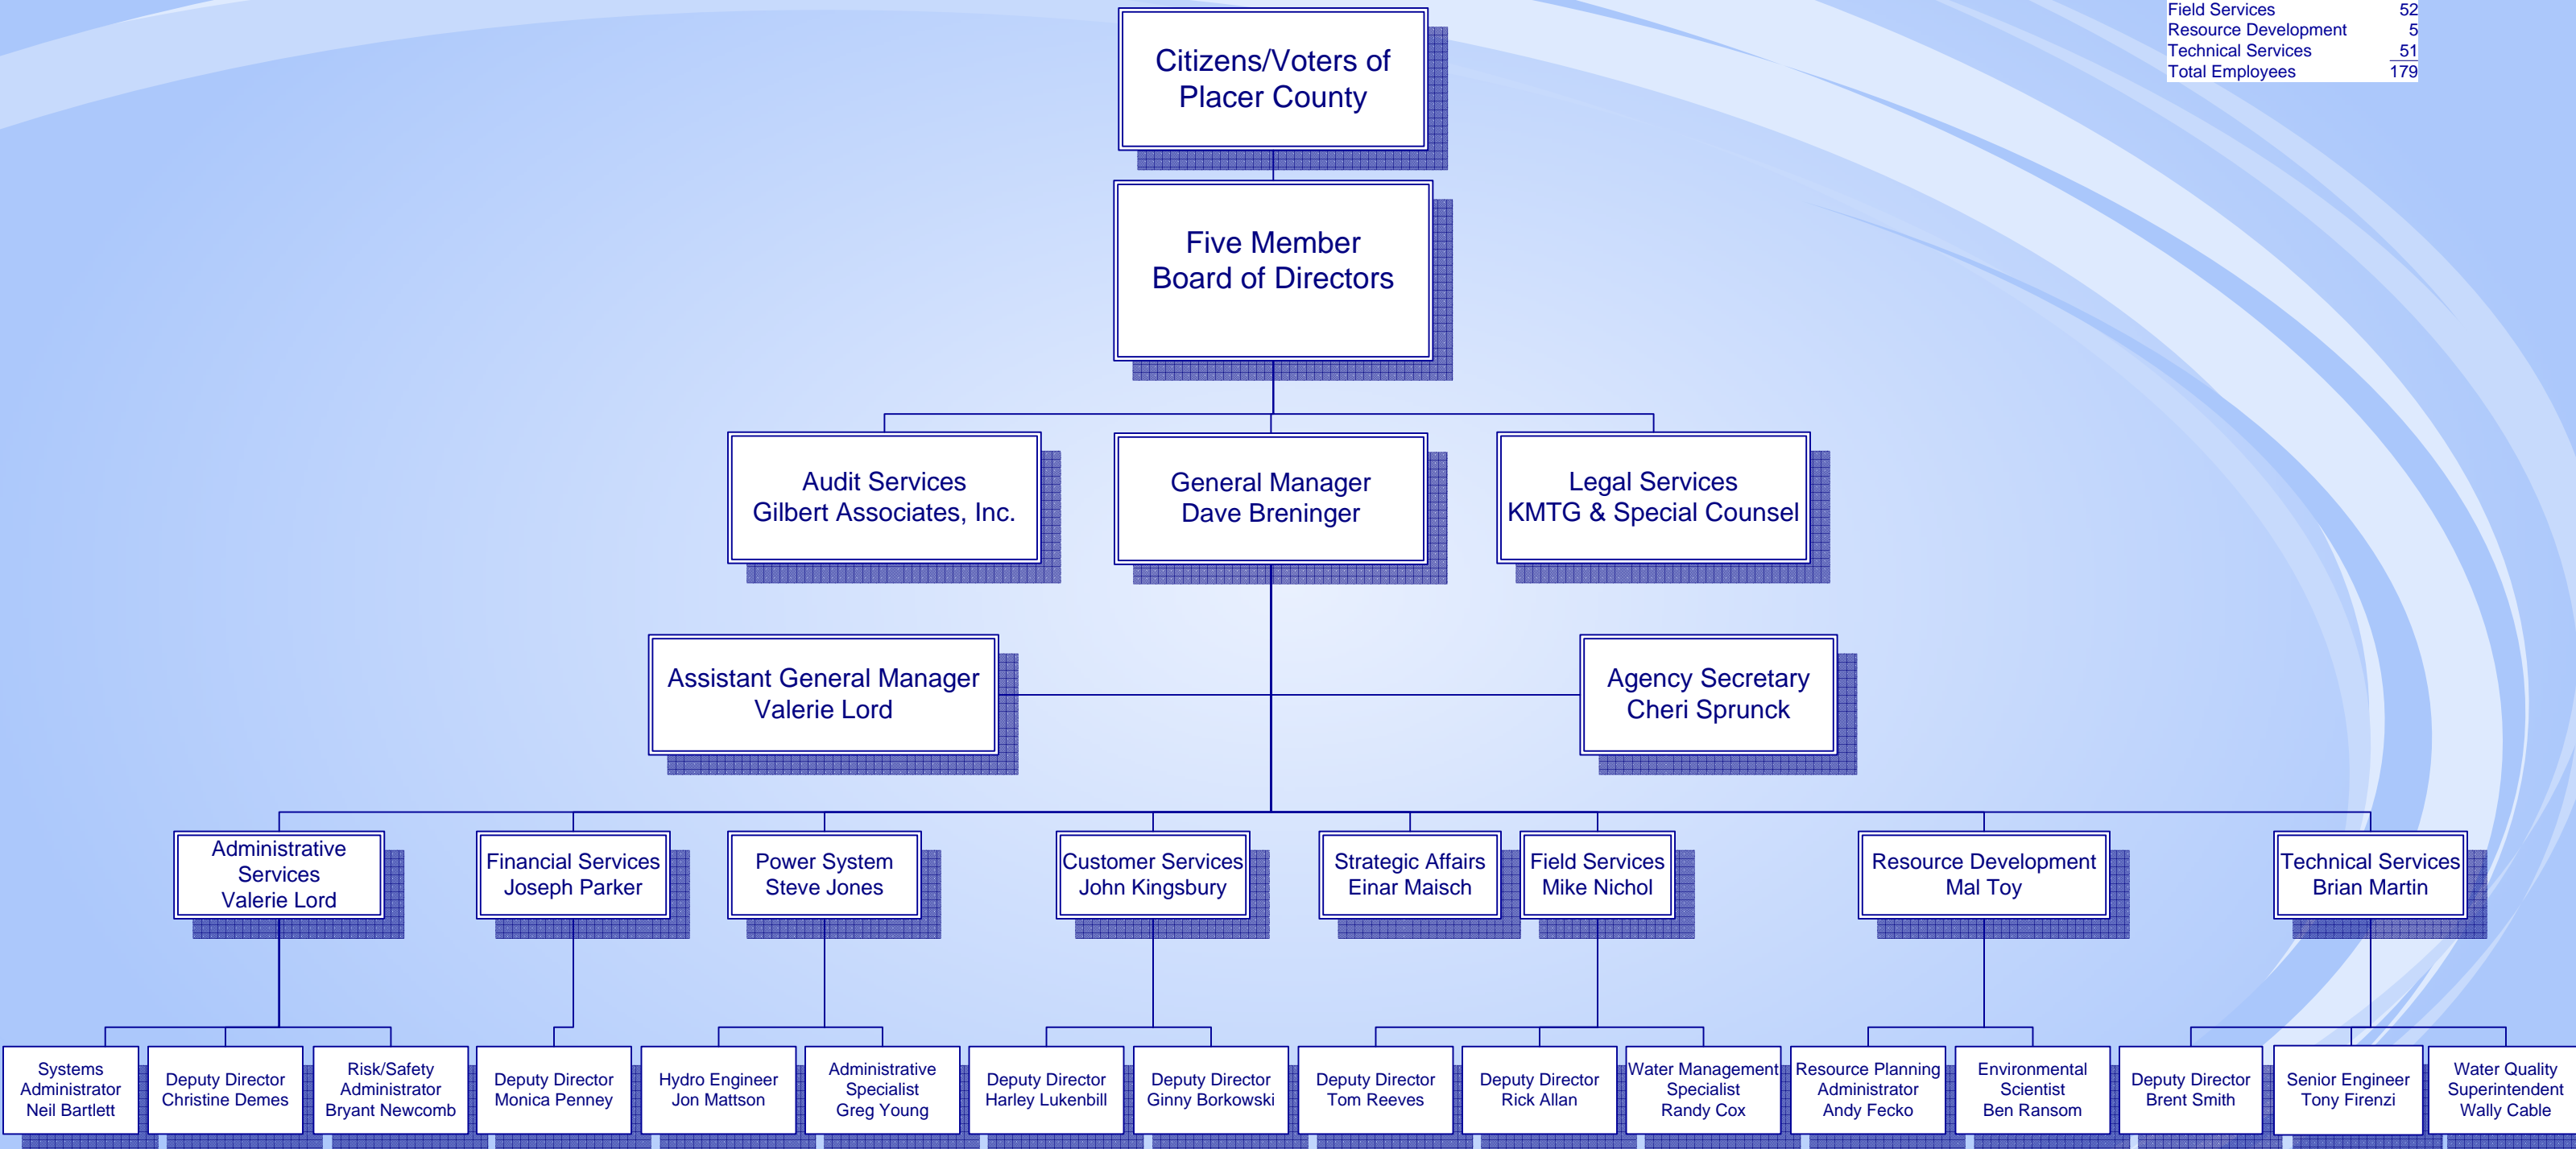 Field Services 52
Resource Development 5
Technical Services 51
Total Employees 179
Citizens/Voters of
Placer County
Five Member
Board of Directors
Audit Services
Gilbert Associates, Inc.
General Manager
Dave Breninger
Legal Services
KMTG & Special Counsel
Assistant General Manager
Valerie Lord
Agency Secretary
Cheri Sprunck
Administrative
Services
Valerie Lord
Financial Services
Joseph Parker
Power System
Steve Jones
Customer Services
John Kingsbury
Strategic Affairs
Einar Maisch
Field Services
Mike Nichol
Resource Development
Mal Toy
Technical Services
Brian Martin
Systems
Administrator
Neil Bartlett
Deputy Director
Christine Demes
Risk/Safety
Administrator
Bryant Newcomb
Deputy Director
Monica Penney
Hydro Engineer
Jon Mattson
Administrative
Specialist
Greg Young
Deputy Director
Harley Lukenbill
Deputy Director
Ginny Borkowski
Deputy Director
Tom Reeves
Deputy Director
Rick Allan
Water Management
Specialist
Randy Cox
Resource Planning
Administrator
Andy Fecko
Environmental
Scientist
Ben Ransom
Deputy Director
Brent Smith
Senior Engineer
Tony Firenzi
Water Quality
Superintendent
Wally Cable